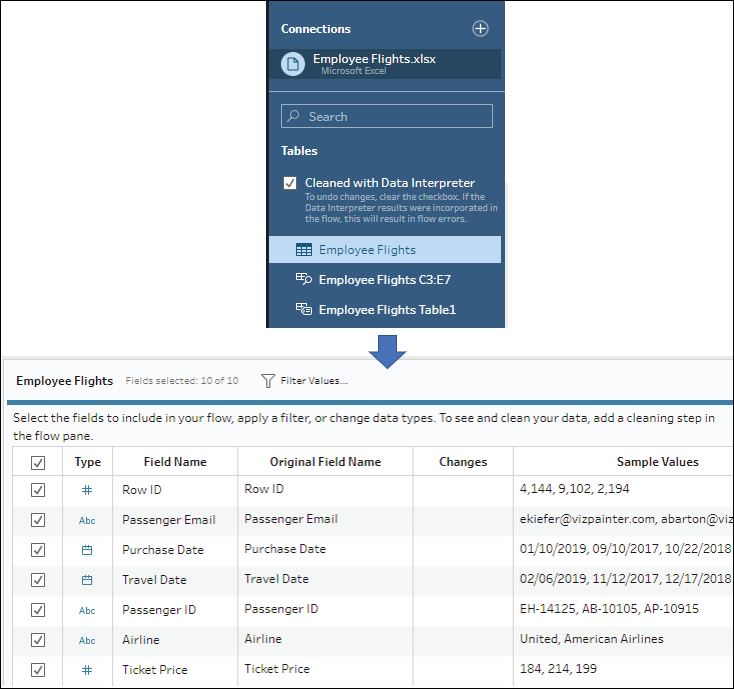 Connections
Employee Flights.xlsx
Microsoft Excel
Search
Tables
Cleaned with Data Interpreter
To undo changes, clear the checkbox. If the
Data Interpreter results were incorporated in
the flow, this will result in flow errors.
Employee Flights
Employee Flights C3:E7
Employee Flights Table1
Employee Flights Fields selected: 10 of 10 Filter Values...
Select the fields to include in your flow, apply a filter, or change data types. To see and clean your data, add a cleaning step in
the flow pane.
Type Field Name Original Field Name Changes Sample Values
# Row ID Row ID 4,144, 9,102, 2,194
Abc Passenger Email Passenger Email ekiefer@vizpainter.com, abarton@viz
Purchase Date Purchase Date 01/10/2019, 09/10/2017, 10/22/2018
Travel Date Travel Date 02/06/2019, 11/12/2017, 12/17/2018
Abc Passenger ID Passenger ID EH-14125, AB-10105, AP-10915
Abc Airline Airline United, American Airlines
# Ticket Price Ticket Price 184, 214, 199